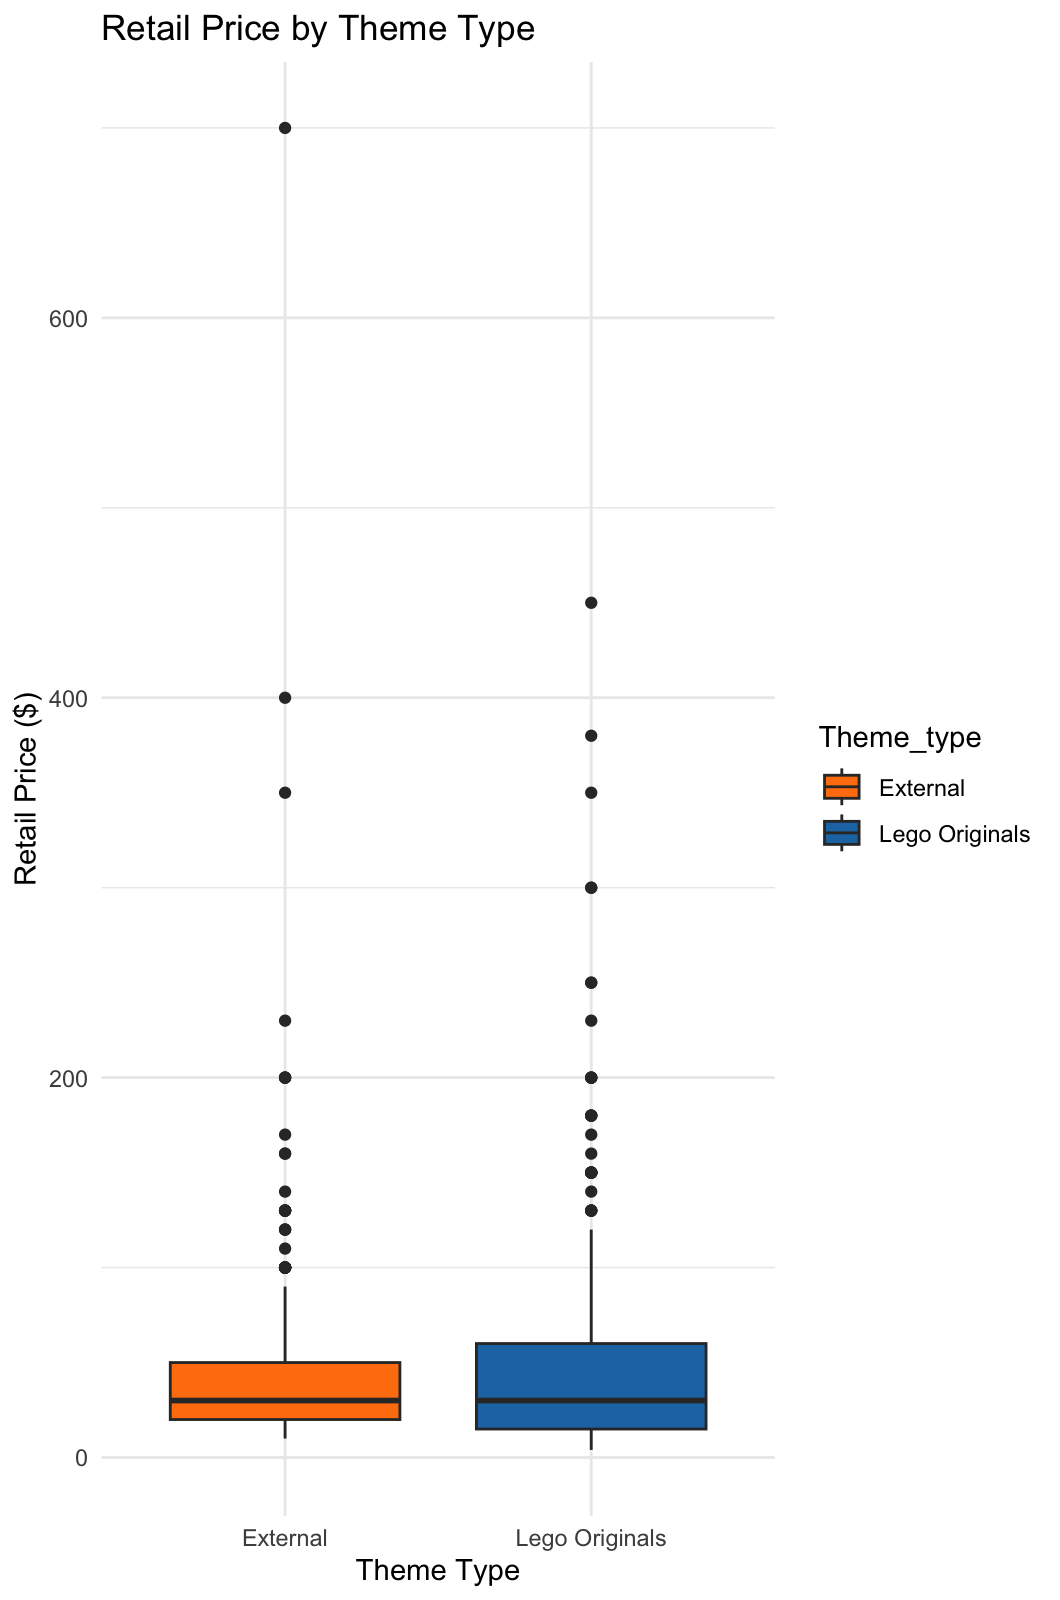 Retail Price by Theme Type
Retail Price ($)
600
400
200
0
External
Lego Originals
Theme Type
Theme_type
External
Lego Originals